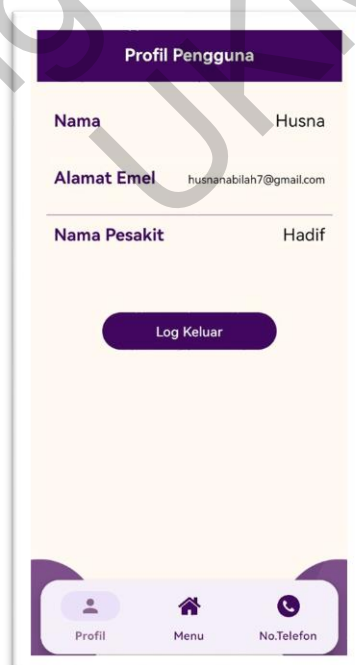 Profil Pengguna
Nama Husna
Alamat Emel husnanabilah7@gmail.com
Nama Pesakit Hadif
Log Keluar
Profil Menu No.Telefon